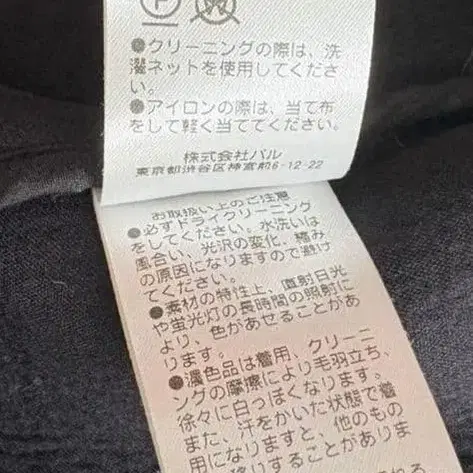 P
●クリーニングの際は、洗
濯ネットを使用してくださ
い。
●アイロンの際は、当て布
をして軽く当ててください。
株式会社パル
東京都渋谷区神宮前6-12-22
お取扱い上のご注意
●必ずドライクリーニング
をしてください。水洗いは
風合い、光沢の変化、縮み
の原因になりますので避け
てください。
●素材の特性上、直射日光
や蛍光灯の長時間の照射に
より、色があせることがあ
ります。
●濃色品は着用、クリーニ
ングの摩擦により毛羽立ち、
徐々に白っぽくなります。
また、汗をかいた状態で着
用になりますと、他のもの
移りすることがありま